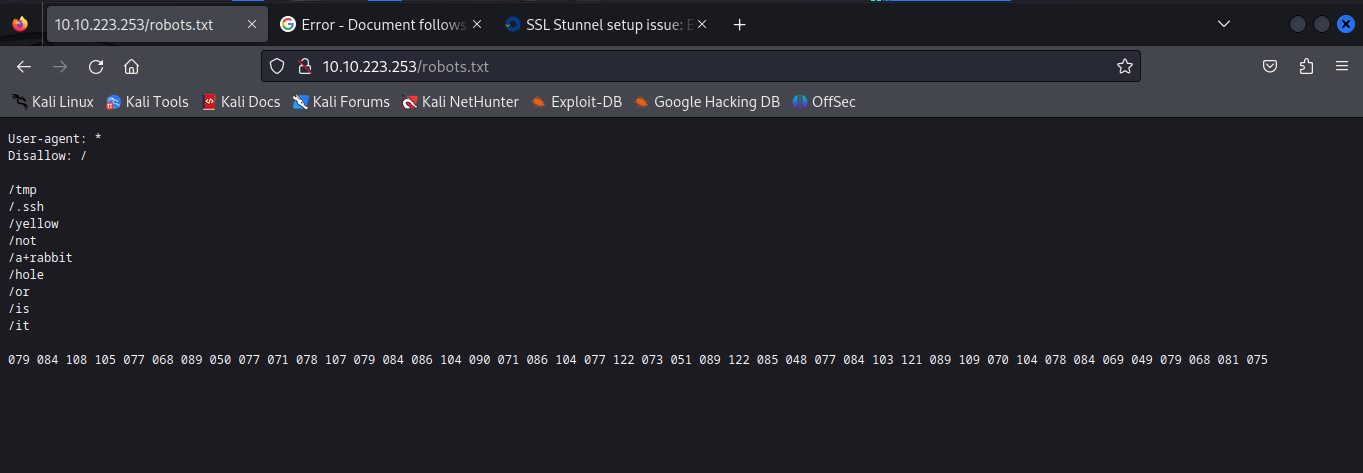 10.10.223.253/robots.txt
Error - Document follows
SSL Stunnel setup issue: E
10.10.223.253/robots.txt
Kali Linux
Kali Tools
Kali Docs
Kali Forums
Kali NetHunter
Exploit-DB
Google Hacking DB
OffSec
User-agent: *
Disallow: /
/tmp
/.ssh
/yellow
/not
/a+rabbit
/hole
/or
/is
/it
079 084 108 105 077 068 089 050 077 071 078 107 079 084 086 104 090 071 086 104 077 122 073 051 089 122 085 048 077 084 103 121 089 109 070 104 078 084 069 049 079 068 081 075